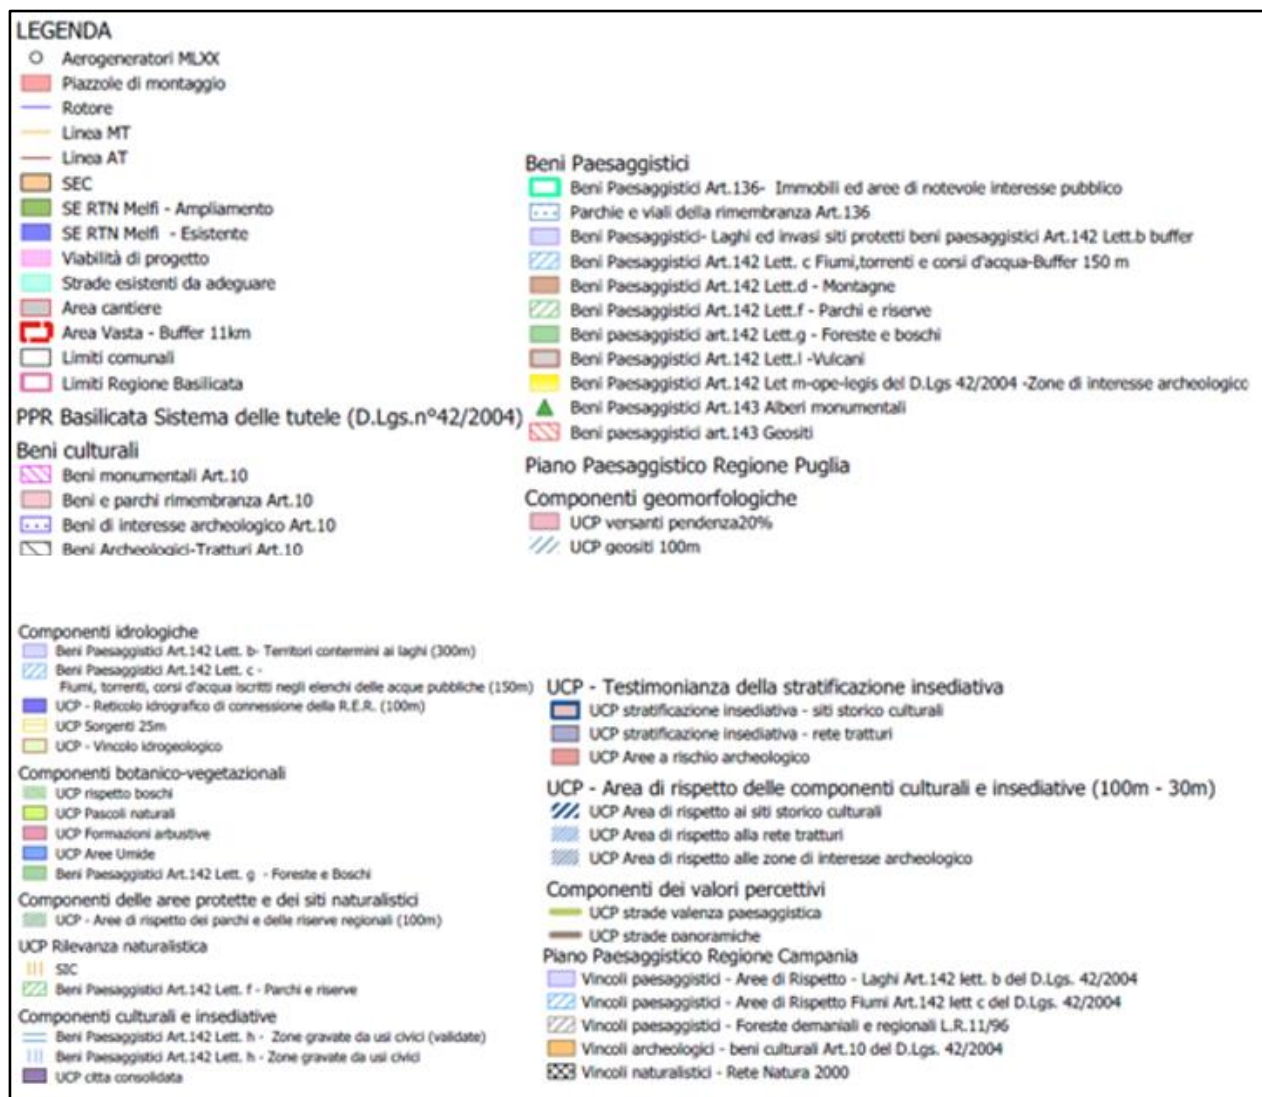 LEGENDA
Aerogeneratori MLXX
Piazzole di montaggio
Rotore
Linea MT
Linea AT
SEC
SE RTN Melfi - Ampliamento
SE RTN Melfi - Esistente
Viabilità di progetto
Strade esistenti da adeguare
Area cantiere
Area Vasta - Buffer 11km
Limiti comunali
Limiti Regione Basilicata
PPR Basilicata Sistema delle tutele (D.Lgs.n°42/2004)
Beni culturali
Beni monumentali Art.10
Beni e parchi rimembranza Art.10
Beni di interesse archeologico Art.10
Beni Archeologici-Tratturi Art.10
Beni Paesaggistici
Beni Paesaggistici Art.136- Immobili ed aree di notevole interesse pubblico
Parchie e viali della rimembranza Art.136
Beni Paesaggistici- Laghi ed invasi siti protetti beni paesaggistici Art.142 Lett.b buffer
Beni Paesaggistici Art.142 Lett. c Fiumi,torrenti e corsi d'acqua-Buffer 150 m
Beni Paesaggistici Art.142 Lett.d - Montagne
Beni Paesaggistici Art.142 Lett.f - Parchi e riserve
Beni paesaggistici art.142 Lett.g - Foreste e boschi
Beni Paesaggistici Art.142 Lett.l -Vulcani
Beni Paesaggistici Art.142 Let m-ope-legis del D.Lgs 42/2004 -Zone di interesse archeologico
Beni Paesaggistici Art.143 Alberi monumentali
Beni paesaggistici art.143 Geositi
Piano Paesaggistico Regione Puglia
Componenti geomorfologiche
UCP versanti pendenza20%
UCP geositi 100m
Componenti idrologiche
Beni Paesaggistici Art.142 Lett. b- Territori contermini ai laghi (300m)
Beni Paesaggistici Art.142 Lett. c -
Fiumi, torrenti, corsi d'acqua iscritti negli elenchi delle acque pubbliche (150m)
UCP - Reticolo idrografico di connessione della R.E.R. (100m)
UCP Sorgenti 25m
UCP - Vincolo idrogeologico
Componenti botanico-vegetazionali
UCP rispetto boschi
UCP Pascoli naturali
UCP Formazioni arbustive
UCP Aree Umide
Beni Paesaggistici Art.142 Lett. g - Foreste e Boschi
Componenti delle aree protette e dei siti naturalistici
UCP - Aree di rispetto dei parchi e delle riserve regionali (100m)
UCP Rilevanza naturalistica
SIC
Beni Paesaggistici Art.142 Lett. f - Parchi e riserve
Componenti culturali e insediative
Beni Paesaggistici Art.142 Lett. h - Zone gravate da usi civici (validate)
Beni Paesaggistici Art.142 Lett. h - Zone gravate da usi civici
UCP citta consolidata
UCP - Testimonianza della stratificazione insediativa
UCP stratificazione insediativa - siti storico culturali
UCP stratificazione insediativa - rete tratturi
UCP Aree a rischio archeologico
UCP - Area di rispetto delle componenti culturali e insediative (100m - 30m)
UCP Area di rispetto ai siti storico culturali
UCP Area di rispetto alla rete tratturi
UCP Area di rispetto alle zone di interesse archeologico
Componenti dei valori percettivi
UCP strade valenza paesaggistica
UCP strade panoramiche
Piano Paesaggistico Regione Campania
Vincoli paesaggistici - Aree di Rispetto - Laghi Art.142 lett. b del D.Lgs. 42/2004
Vincoli paesaggistici - Aree di Rispetto Fiumi Art.142 lett c del D.Lgs. 42/2004
Vincoli paesaggistici - Foreste demaniali e regionali L.R.11/96
Vincoli archeologici - beni culturali Art.10 del D.Lgs. 42/2004
Vincoli naturalistici - Rete Natura 2000